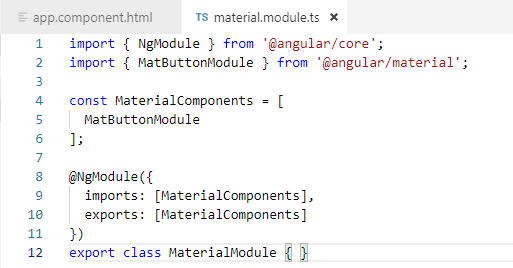 app.component.html
TS material.module.ts ×
1 import { NgModule } from '@angular/core';
2 import { MatButtonModule } from '@angular/material';
3
4 const MaterialComponents = [
5   MatButtonModule
6 ];
7
8 @NgModule({
9   imports: [MaterialComponents],
10   exports: [MaterialComponents]
11 })
12 export class MaterialModule { }